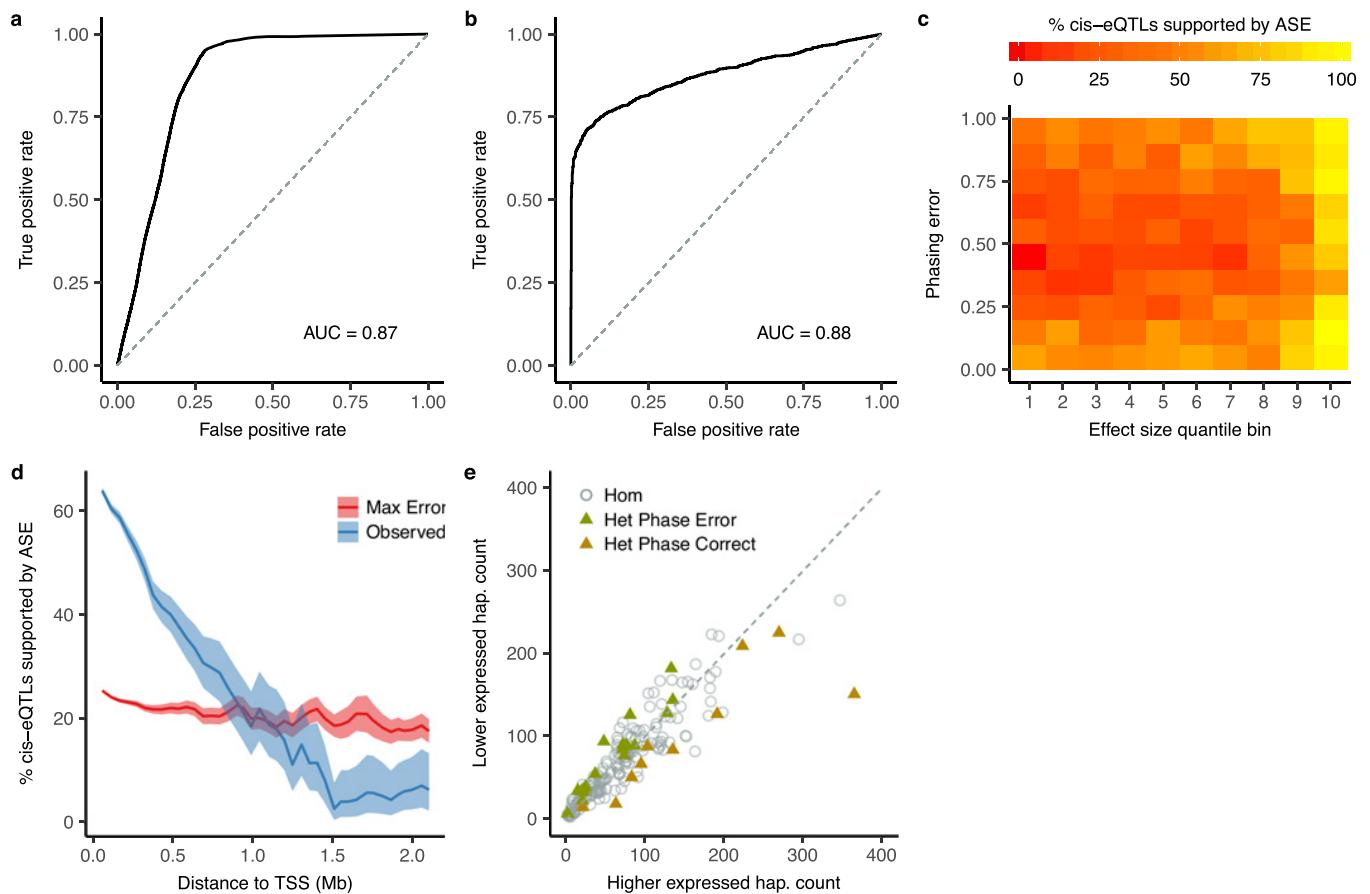 a
1.00
0.75
0.50
0.25
0.00
True positive rate
AUC = 0.87
0.00 0.25 0.50 0.75 1.00
False positive rate
b
1.00
0.75
0.50
0.25
0.00
True positive rate
AUC = 0.88
0.00 0.25 0.50 0.75 1.00
False positive rate
c
% cis−eQTLs supported by ASE
0 25 50 75 100
1.00
0.75
0.50
0.25
0.00
Phasing error
1 2 3 4 5 6 7 8 9 10
Effect size quantile bin
d
% cis−eQTLs supported by ASE
60
40
20
0
Max Error
Observed
0.0 0.5 1.0 1.5 2.0
Distance to TSS (Mb)
e
Lower expressed hap. count
400
300
200
100
0
Hom
Het Phase Error
Het Phase Correct
0 100 200 300 400
Higher expressed hap. count